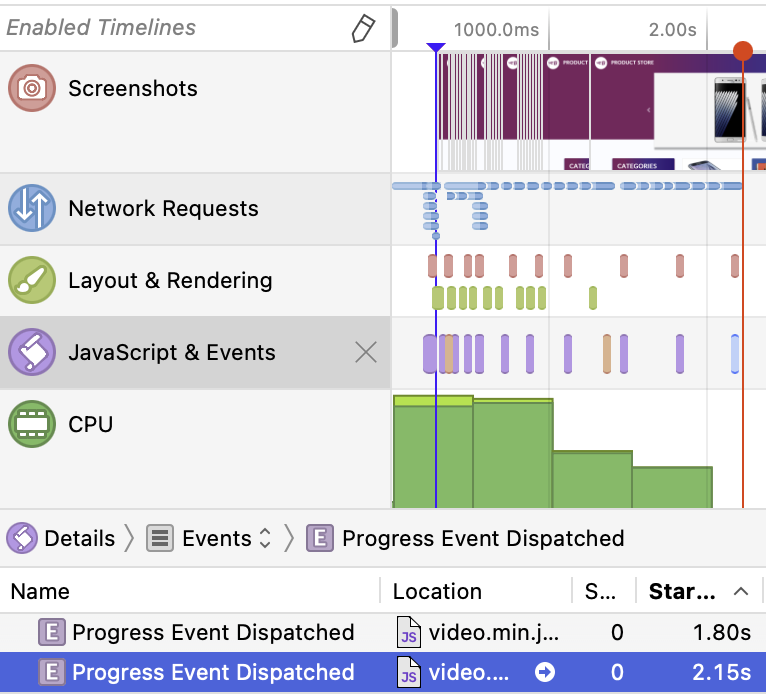 Enabled Timelines
1000.0ms 2.00s
Screenshots
PRODUCT PRODUCT STORE
CATEG CATEGORIES
Network Requests
Layout & Rendering
JavaScript & Events
CPU
Details Events E Progress Event Dispatched
Name Location S... Star...
E Progress Event Dispatched JS video.min.j... 0 1.80s
E Progress Event Dispatched JS video.... 0 2.15s